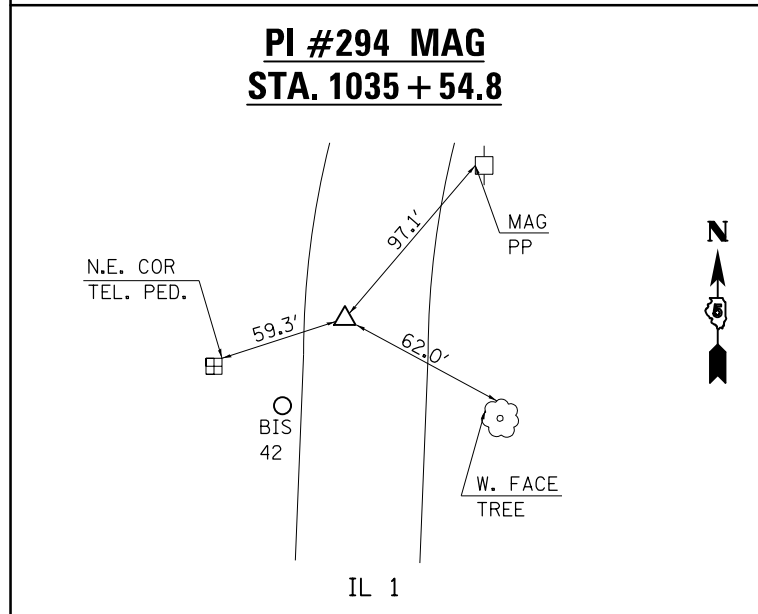 PI #294 MAG
STA. 1035+54.8
97.1'
MAG
PP
N
N.E. COR
TEL. PED.
59.3'
5
62.0'
BIS
42
W. FACE
TREE
IL 1